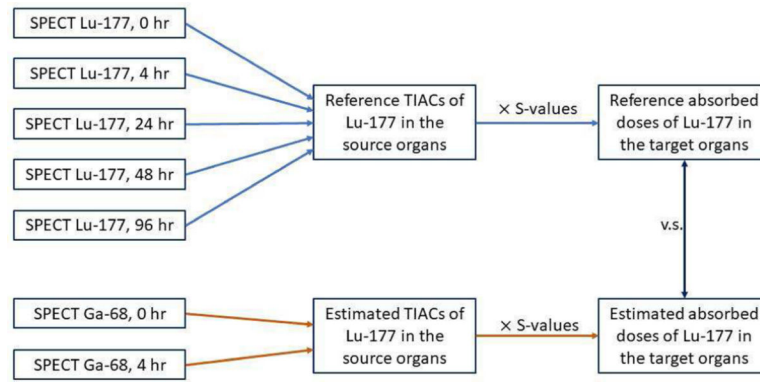 SPECT Lu-177, 0 hr
SPECT Lu-177, 4 hr
SPECT Lu-177, 24 hr
SPECT Lu-177, 48 hr
SPECT Lu-177, 96 hr
Reference TIACs of
Lu-177 in the
source organs
× S-values
Reference absorbed
doses of Lu-177 in
the target organs
v.s.
SPECT Ga-68, 0 hr
SPECT Ga-68, 4 hr
Estimated TIACs of
Lu-177 in the
source organs
× S-values
Estimated absorbed
doses of Lu-177 in
the target organs